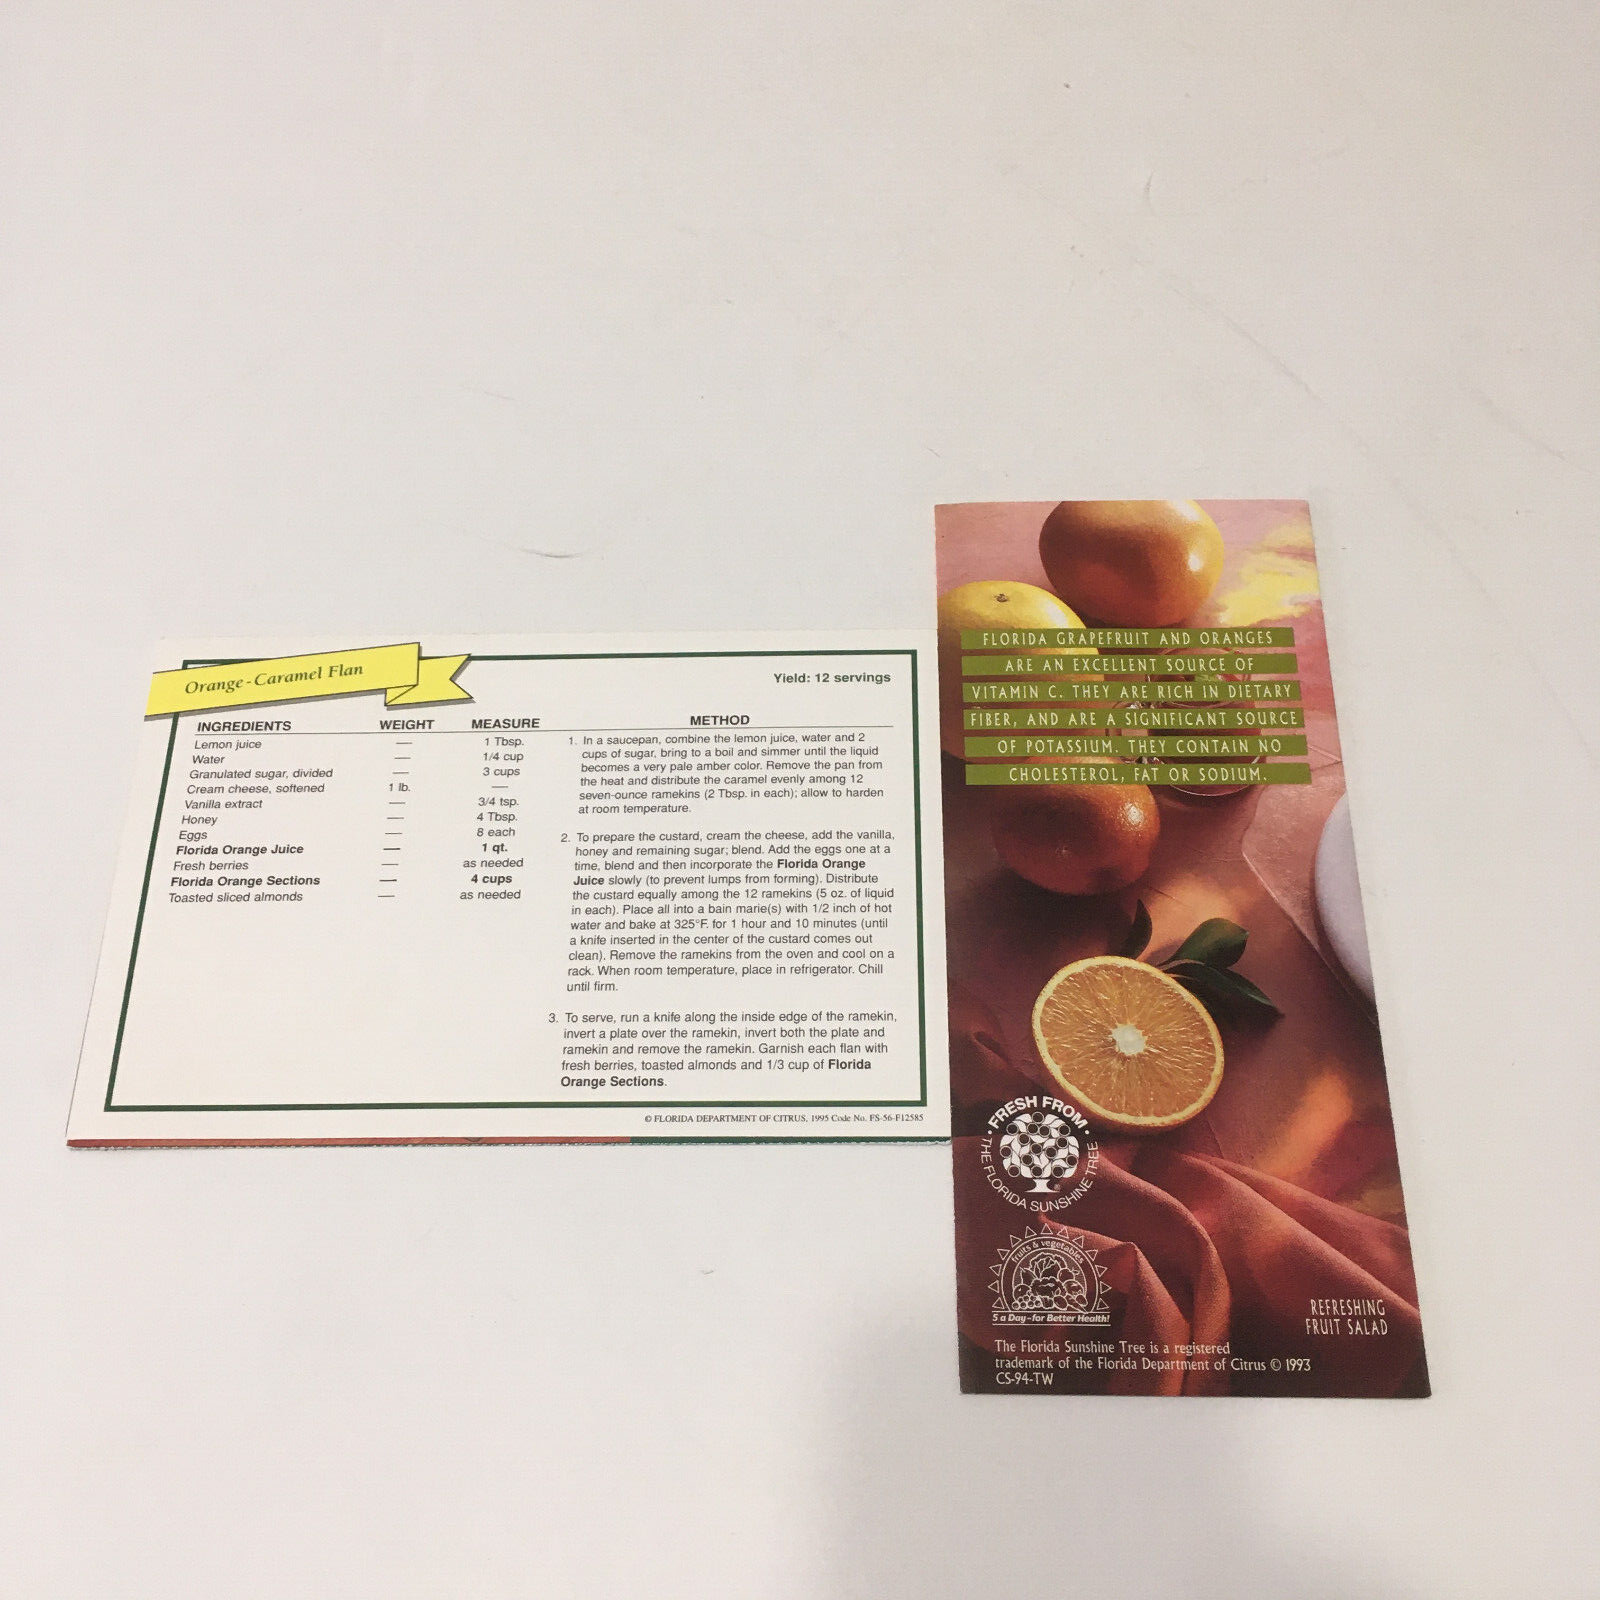 Orange-Caramel Flan
Yield: 12 servings
INGREDIENTS WEIGHT MEASURE
Lemon juice — 1 Tbsp.
Water — 1/4 cup
Granulated sugar, divided — 3 cups
Cream cheese, softened 1 lb. —
Vanilla extract — 3/4 tsp.
Honey — 4 Tbsp.
Eggs — 8 each
Florida Orange Juice — 1 qt.
Fresh berries — as needed
Florida Orange Sections — 4 cups
Toasted sliced almonds — as needed
METHOD
1. In a saucepan, combine the lemon juice, water and 2
cups of sugar, bring to a boil and simmer until the liquid
becomes a very pale amber color. Remove the pan from
the heat and distribute the caramel evenly among 12
seven-ounce ramekins (2 Tbsp. in each); allow to harden
at room temperature.
2. To prepare the custard, cream the cheese, add the vanilla,
honey and remaining sugar; blend. Add the eggs one at a
time, blend and then incorporate the Florida Orange
Juice slowly (to prevent lumps from forming). Distribute
the custard equally among the 12 ramekins (5 oz. of liquid
in each). Place all into a bain marie(s) with 1/2 inch of hot
water and bake at 325°F. for 1 hour and 10 minutes (until
a knife inserted in the center of the custard comes out
clean). Remove the ramekins from the oven and cool on a
rack. When room temperature, place in refrigerator. Chill
until firm.
3. To serve, run a knife along the inside edge of the ramekin,
invert a plate over the ramekin, invert both the plate and
ramekin and remove the ramekin. Garnish each flan with
fresh berries, toasted almonds and 1/3 cup of Florida
Orange Sections.
© FLORIDA DEPARTMENT OF CITRUS, 1995 Code No. FS-56-F12585
FLORIDA GRAPEFRUIT AND ORANGES
ARE AN EXCELLENT SOURCE OF
VITAMIN C. THEY ARE RICH IN DIETARY
FIBER, AND ARE A SIGNIFICANT SOURCE
OF POTASSIUM. THEY CONTAIN NO
CHOLESTEROL, FAT OR SODIUM.
• FRESH FROM •
THE FLORIDA SUNSHINE TREE
®
fruits & vegetables
5 a Day-for Better Health!
REFRESHING
FRUIT SALAD
The Florida Sunshine Tree is a registered
trademark of the Florida Department of Citrus © 1993
CS-94-TW